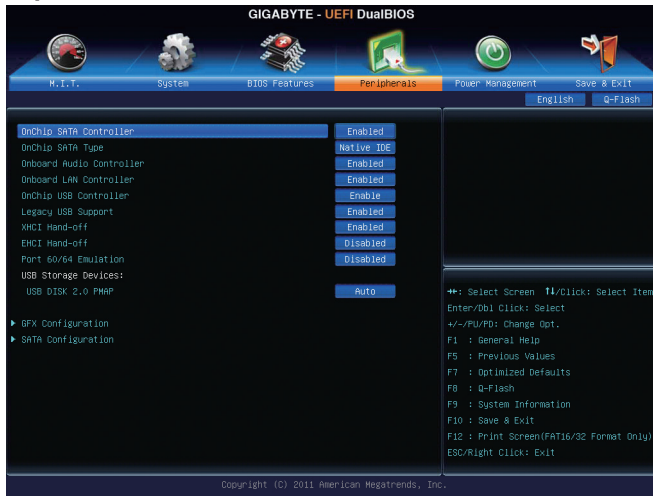 GIGABYTE - UEFI DualBIOS
M.I.T. System BIOS Features Peripherals Power Management Save & Exit
English Q-Flash
OnChip SATA Controller Enabled
OnChip SATA Type Native IDE
Onboard Audio Controller Enabled
Onboard LAN Controller Enabled
OnChip USB Controller Enable
Legacy USB Support Enabled
XHCI Hand-off Enabled
EHCI Hand-off Disabled
Port 60/64 Emulation Disabled
USB Storage Devices:
USB DISK 2.0 PMAP Auto
GFX Configuration
SATA Configuration
→←: Select Screen ↑↓/Click: Select Item
Enter/Dbl Click: Select
+/-/PU/PD: Change Opt.
F1 : General Help
F5 : Previous Values
F7 : Optimized Defaults
F8 : Q-Flash
F9 : System Information
F10 : Save & Exit
F12 : Print Screen(FAT16/32 Format Only)
ESC/Right Click: Exit
Copyright (C) 2011 American Megatrends, Inc.